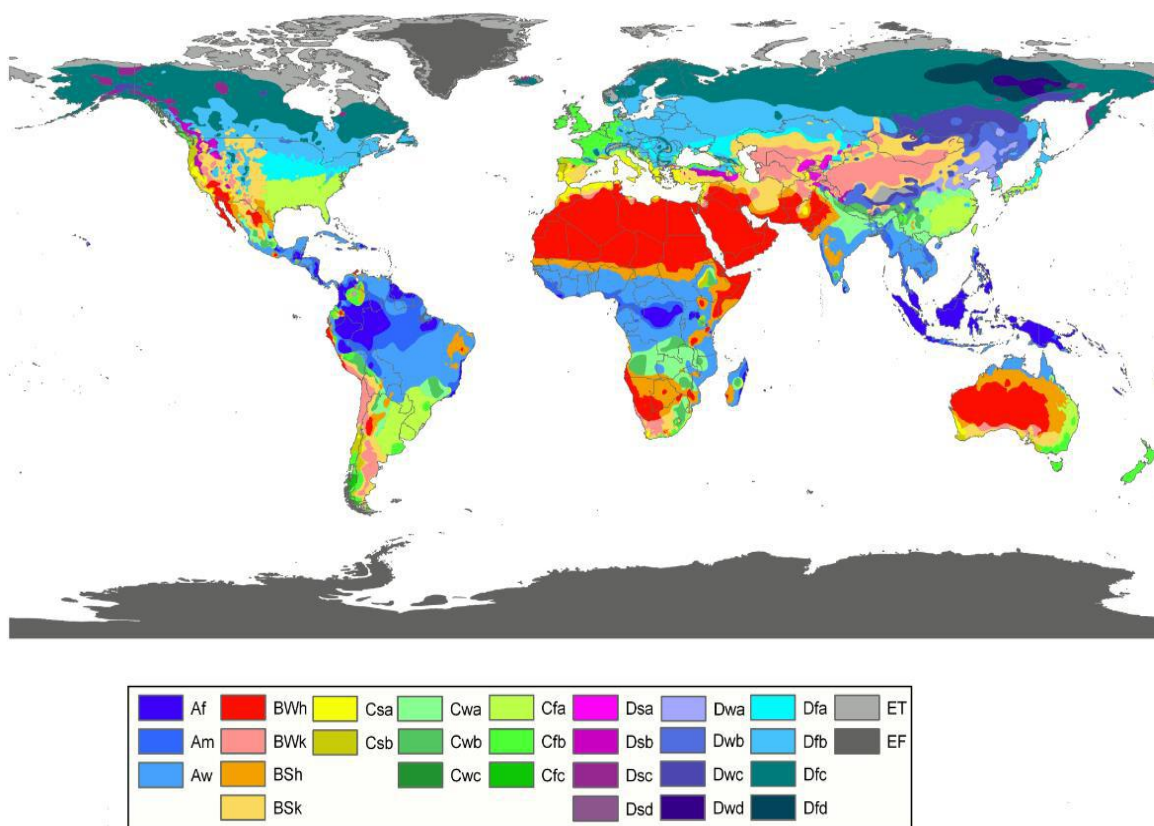 Af BWh Csa Cwa Cfa Dsa Dwa Dfa ET
Am BWk Csb Cwb Cfb Dsb Dwb Dfb EF
Aw BSh Cwc Cfc Dsc Dwc Dfc
BSk Dsd Dwd Dfd